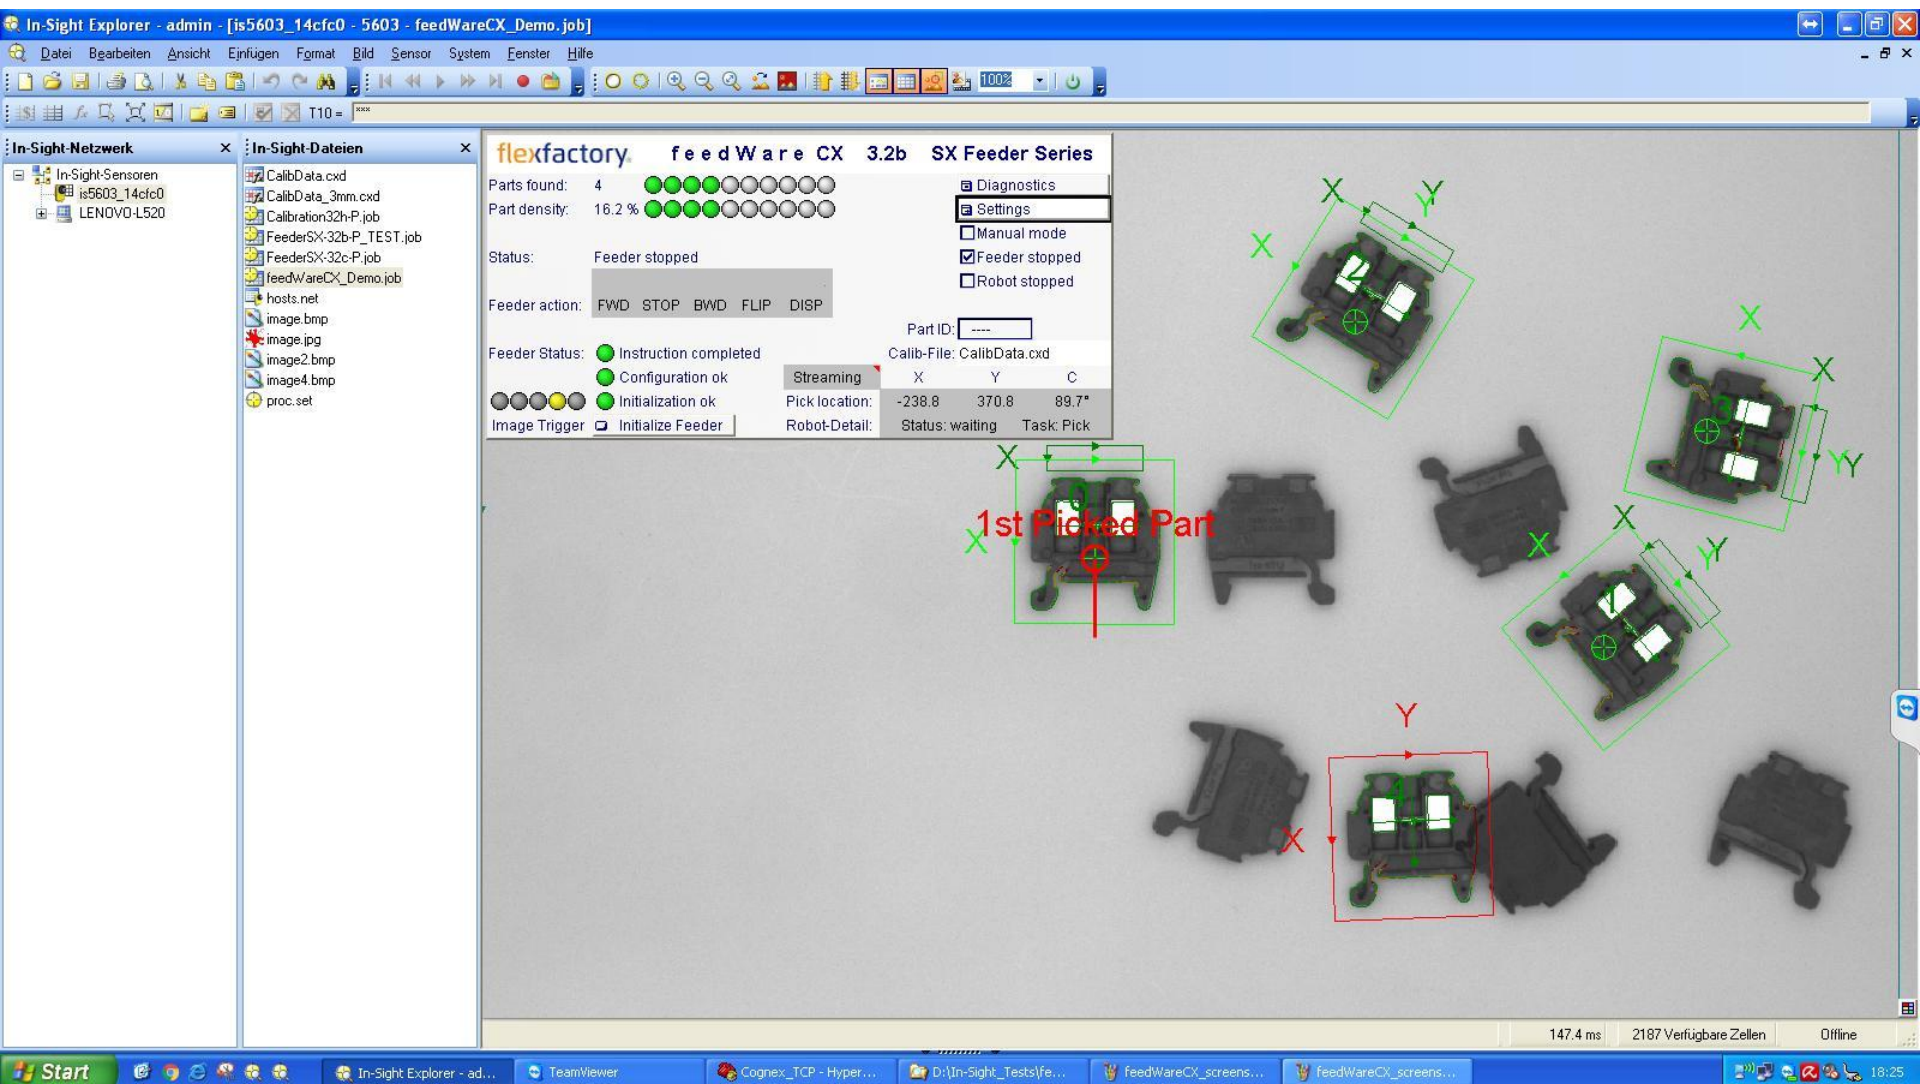 In-Sight Explorer - admin - [is5603_14cfc0 - 5603 - feedWareCX_Demo.job]
Datei Bearbeiten Ansicht Einfügen Format Bild Sensor System Fenster Hilfe
100%
T10 = ***
In-Sight-Netzwerk
In-Sight-Sensoren
is5603_14cfc0
LENOVO-L520
In-Sight-Dateien
CalibData.cxd
CalibData_3mm.cxd
Calibration32h-P.job
FeederSX-32b-P_TEST.job
FeederSX-32c-P.job
feedWareCX_Demo.job
hosts.net
image.bmp
image.jpg
image2.bmp
image4.bmp
proc.set
flexfactory. feedWare CX 3.2b SX Feeder Series
Parts found: 4 Diagnostics
Part density: 16.2 % Settings
Manual mode
Status: Feeder stopped Feeder stopped
Robot stopped
Feeder action: FWD STOP BWD FLIP DISP
Part ID: ----
Feeder Status: Instruction completed Calib-File: CalibData.cxd
Configuration ok Streaming X Y C
Initialization ok Pick location: -238.8 370.8 89.7°
Image Trigger Initialize Feeder Robot-Detail: Status: waiting Task: Pick
X Y
Y
X
2
X
X
3
Y Y
X
0
1st Picked Part
X
X
X
Y
Y
1
Y
4
X
147.4 ms 2187 Verfügbare Zellen Offline
Start In-Sight Explorer - ad... TeamViewer Cognex_TCP - Hyper... D:\In-Sight_Tests\fe... feedWareCX_screens... feedWareCX_screens... 18:25